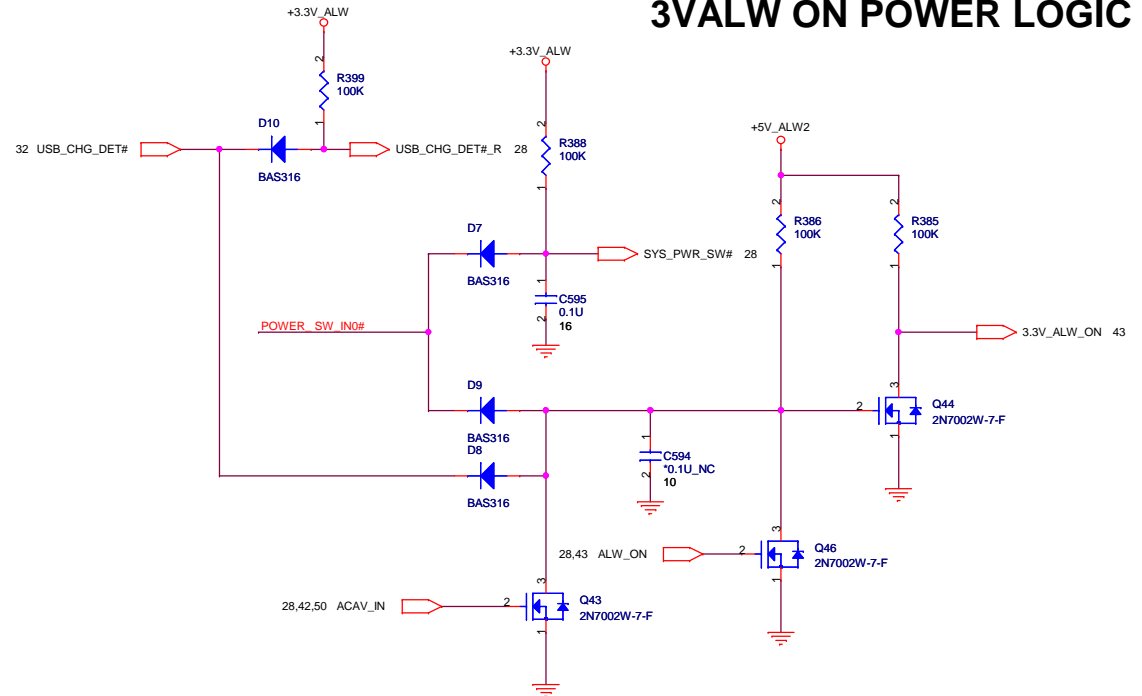 3VALW ON POWER LOGIC
+3.3V_ALW
+3.3V_ALW
2
R399
100K
1
D10
32 USB_CHG_DET#
USB_CHG_DET#_R 28
BAS316
2
R388
100K
1
+5V_ALW2
2
R386
100K
1
2
R385
100K
1
D7
BAS316
SYS_PWR_SW# 28
1
C595
0.1U
2
16
POWER_ SW_IN0#
3.3V_ALW_ON 43
D9
BAS316
D8
BAS316
1
C594
*0.1U_NC
2
10
3
2
Q44
2N7002W-7-F
1
28,43 ALW_ON
3
2
Q46
2N7002W-7-F
1
28,42,50 ACAV_IN
3
2
Q43
2N7002W-7-F
1